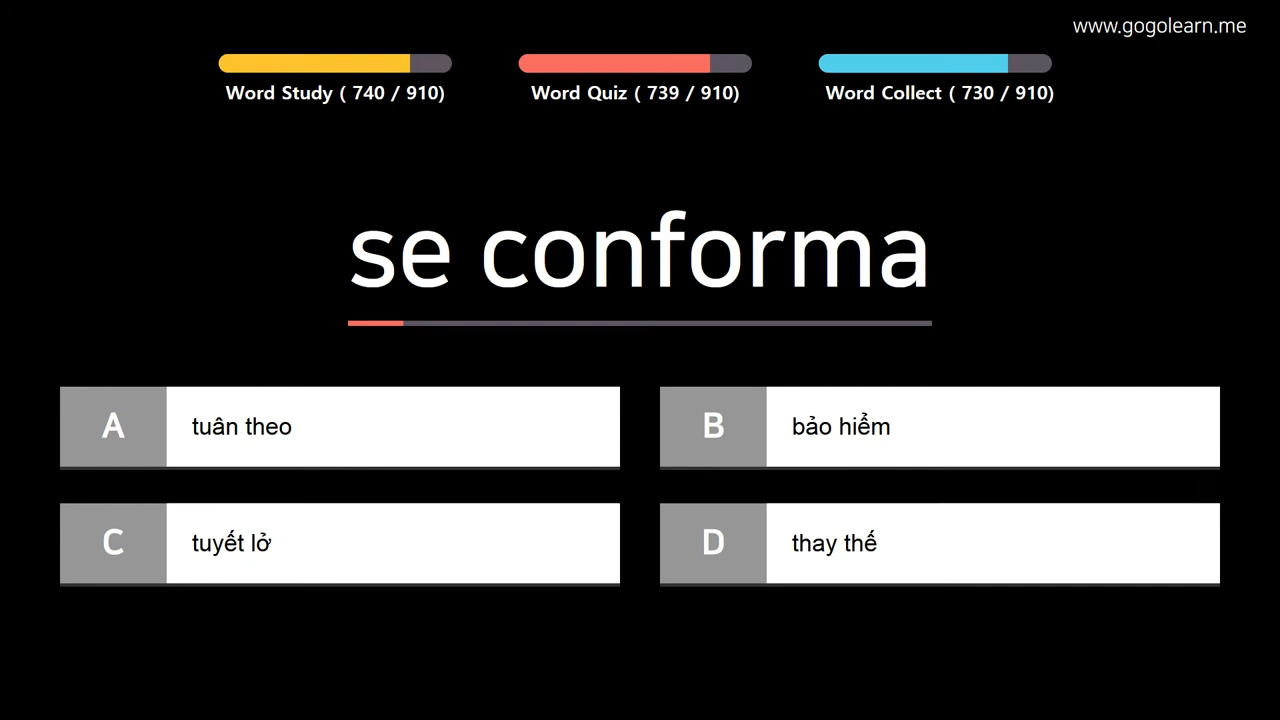 www.gogolearn.me
Word Study ( 740 / 910)
Word Quiz ( 739 / 910)
Word Collect ( 730 / 910)
se conforma
A tuân theo
B bảo hiểm
C tuyết lở
D thay thế